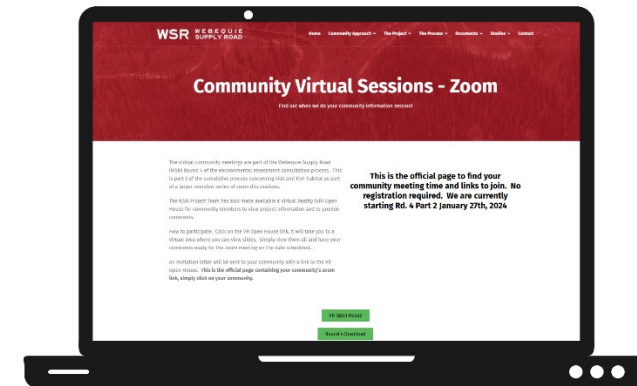 WSR WEBEQUIE
SUPPLY ROAD
Home Community Approach The Project The Process Documents Studies Contact
Community Virtual Sessions - Zoom
Find out when we do your community information session!
The virtual community meetings are part of the Webequie Supply Road
(WSR) Round 4 of the environmental assessment consultation process. This
is part 2 of the cumulative process concerning Fish and Fish habitat as part
of a larger overview series of zoom discussions.
The WSR Project Team has also made available a Virtual Reality (VR) Open
House for community members to view project information and to provide
comments.
How to participate: Click on the VR Open House link, it will take you to a
virtual area where you can view slides. Simply view them all and have your
comments ready for the zoom meeting on the date scheduled.
An invitation letter will be sent to your community with a link to the VR
Open House. This is the official page containing your community's zoom
link, simply click on your community.
This is the official page to find your
community meeting time and links to join. No
registration required. We are currently
starting Rd. 4 Part 2 January 27th, 2024
VR Open House
Round 4 Download